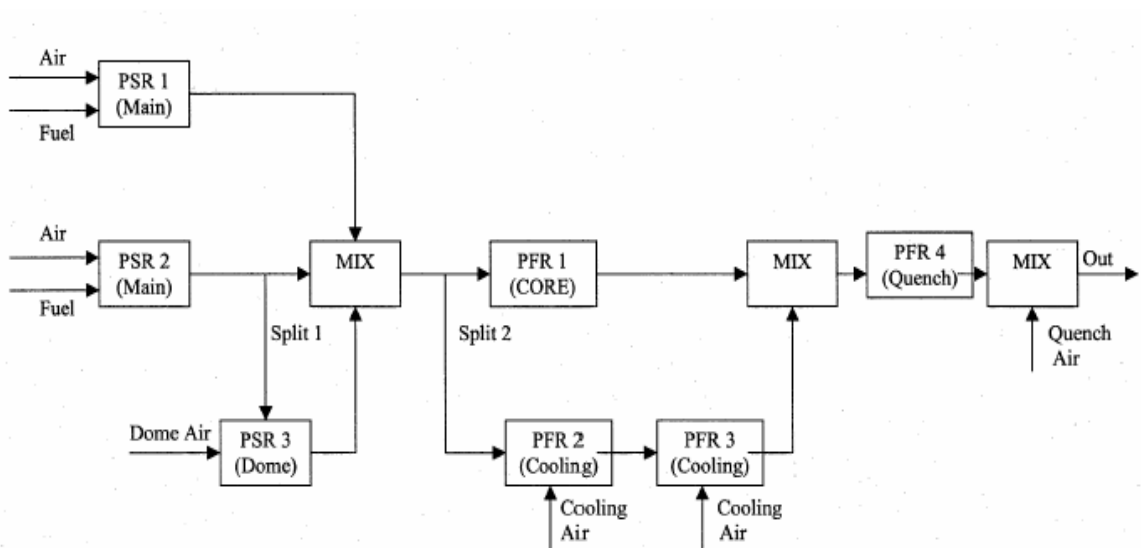 Air
PSR 1
(Main)
Fuel
Air
PSR 2
(Main)
Fuel
MIX
PFR 1
(CORE)
MIX
PFR 4
(Quench)
MIX
Out
Split 1
Split 2
Quench
Air
Dome Air
PSR 3
(Dome)
PFR 2
(Cooling)
PFR 3
(Cooling)
Cooling
Air
Cooling
Air